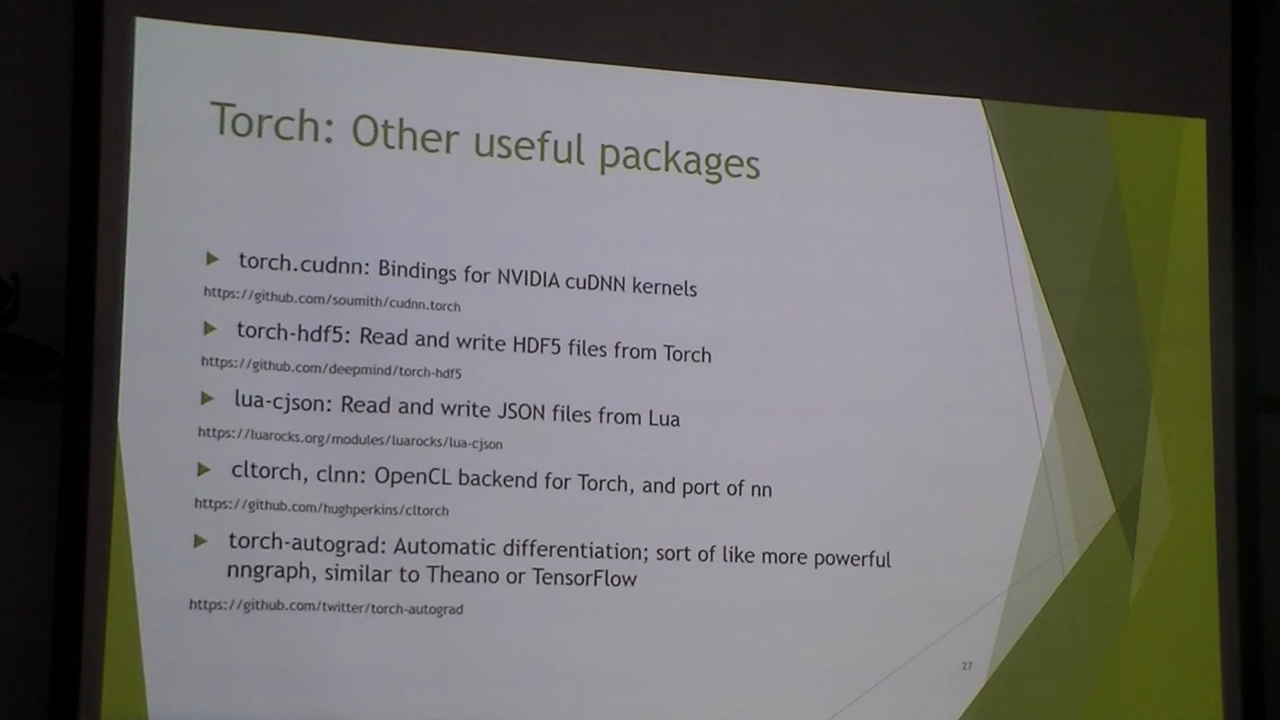 Torch: Other useful packages
torch.cudnn: Bindings for NVIDIA cuDNN kernels
https://github.com/soumith/cudnn.torch
torch-hdf5: Read and write HDF5 files from Torch
https://github.com/deepmind/torch-hdf5
lua-cjson: Read and write JSON files from Lua
https://luarocks.org/modules/luarocks/lua-cjson
cltorch, clnn: OpenCL backend for Torch, and port of nn
https://github.com/hughperkins/cltorch
torch-autograd: Automatic differentiation; sort of like more powerful
nngraph, similar to Theano or TensorFlow
https://github.com/twitter/torch-autograd
27